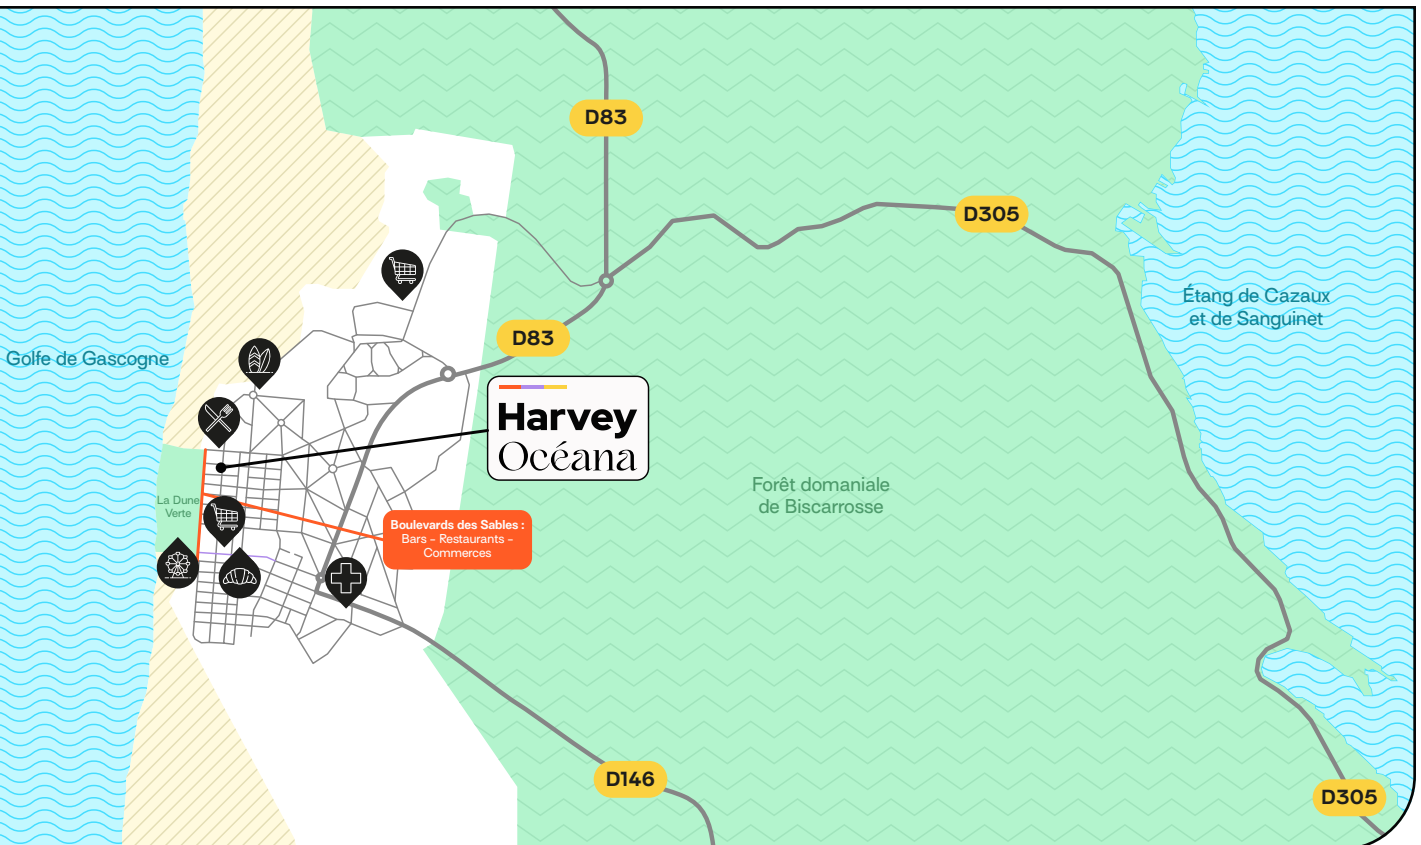 D83
D305
Étang de Cazaux
et de Sanguinet
D83
Golfe de Gascogne
Harvey
Océana
La Dune
Verte
Forêt domaniale
de Biscarrosse
Boulevards des Sables :
Bars - Restaurants -
Commerces
D146
D305